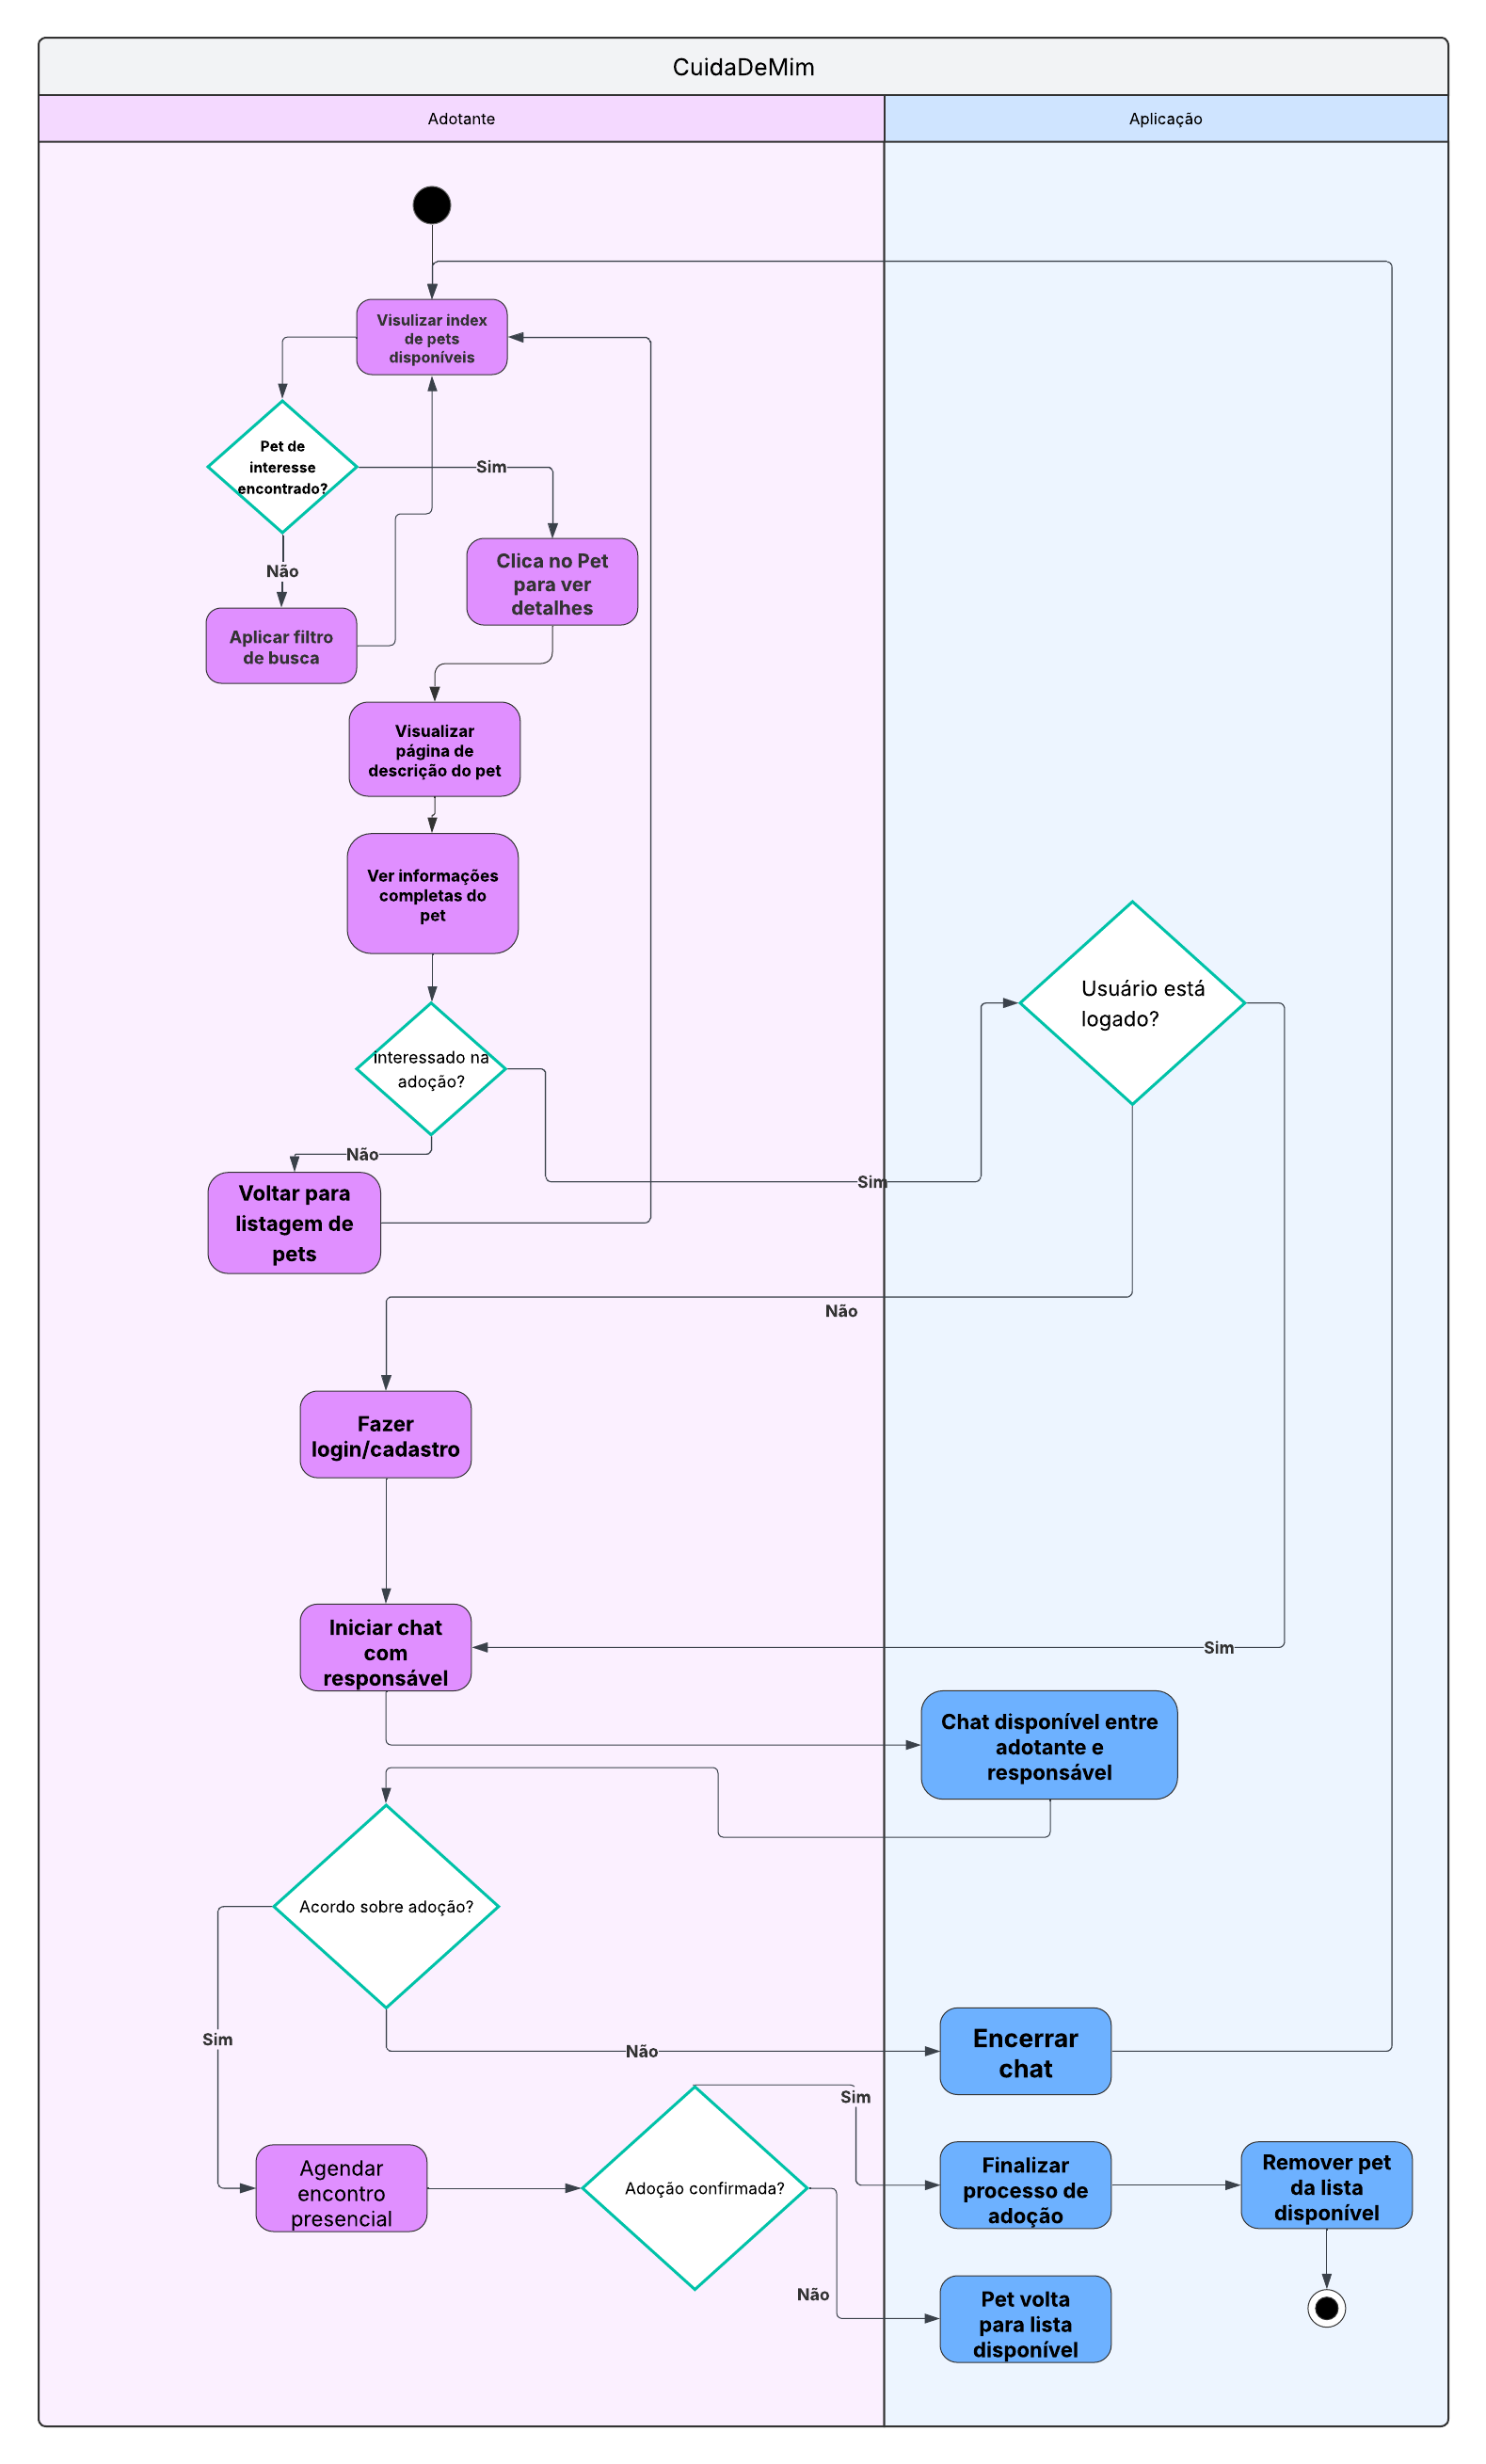 CuidaDeMim
Adotante
Aplicação
Visulizar index
de pets
disponíveis
Pet de
interesse
encontrado?
Sim
Não
Clica no Pet
para ver
detalhes
Aplicar filtro
de busca
Visualizar
página de
descrição do pet
Ver informações
completas do
pet
Usuário está
logado?
Interessado na
adoção?
Não
Sim
Voltar para
listagem de
pets
Não
Fazer
login/cadastro
Iniciar chat
com
responsável
Sim
Chat disponível entre
adotante e
responsável
Acordo sobre adoção?
Sim
Não
Encerrar
chat
Sim
Agendar
encontro
presencial
Adoção confirmada?
Finalizar
processo de
adoção
Remover pet
da lista
disponível
Não
Pet volta
para lista
disponível